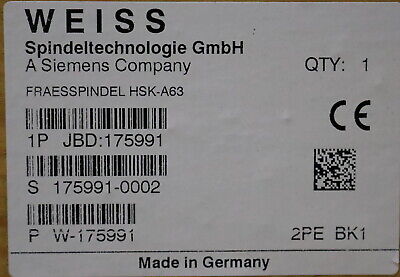 WEISS
Spindeltechnologie GmbH
A Siemens Company
QTY: 1
FRAESSPINDEL HSK-A63
CE
1P JBD:175991
S 175991-0002
P W-175991
2PE BK1
Made in Germany